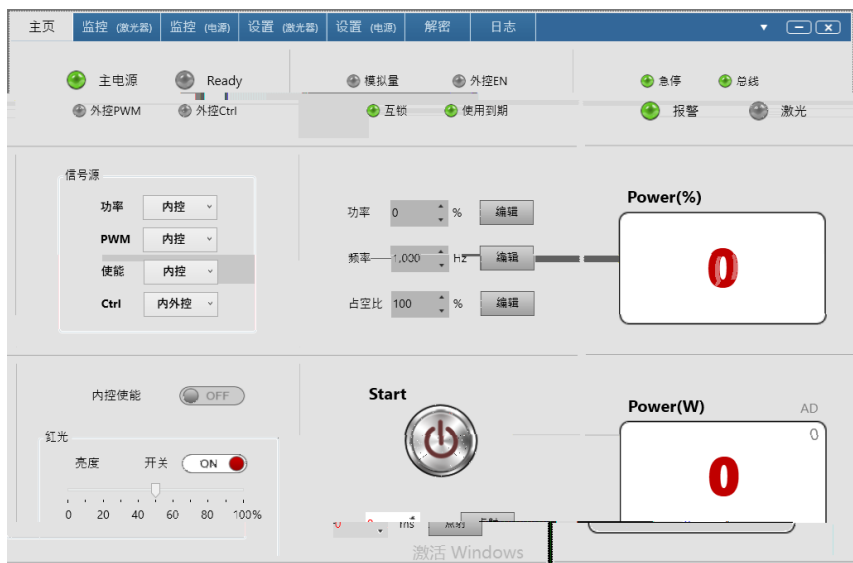 主页 监控 (激光器) 监控 (电源) 设置 (激光器) 设置 (电源) 解密 日志
主电源 Ready 模拟量 外控EN 急停 总线
外控PWM 外控Ctrl 互锁 使用到期 报警 激光
信号源
功率 内控
PWM 内控
使能 内控
Ctrl 内外控
功率 0 % 编辑
频率 1,000 Hz 编辑
占空比 100 % 编辑
Power(%)
0
内控使能 OFF
Start
Power(W) AD
0
0
红光
亮度 开关 ON
0 20 40 60 80 100%
ms 点射
激活 Windows